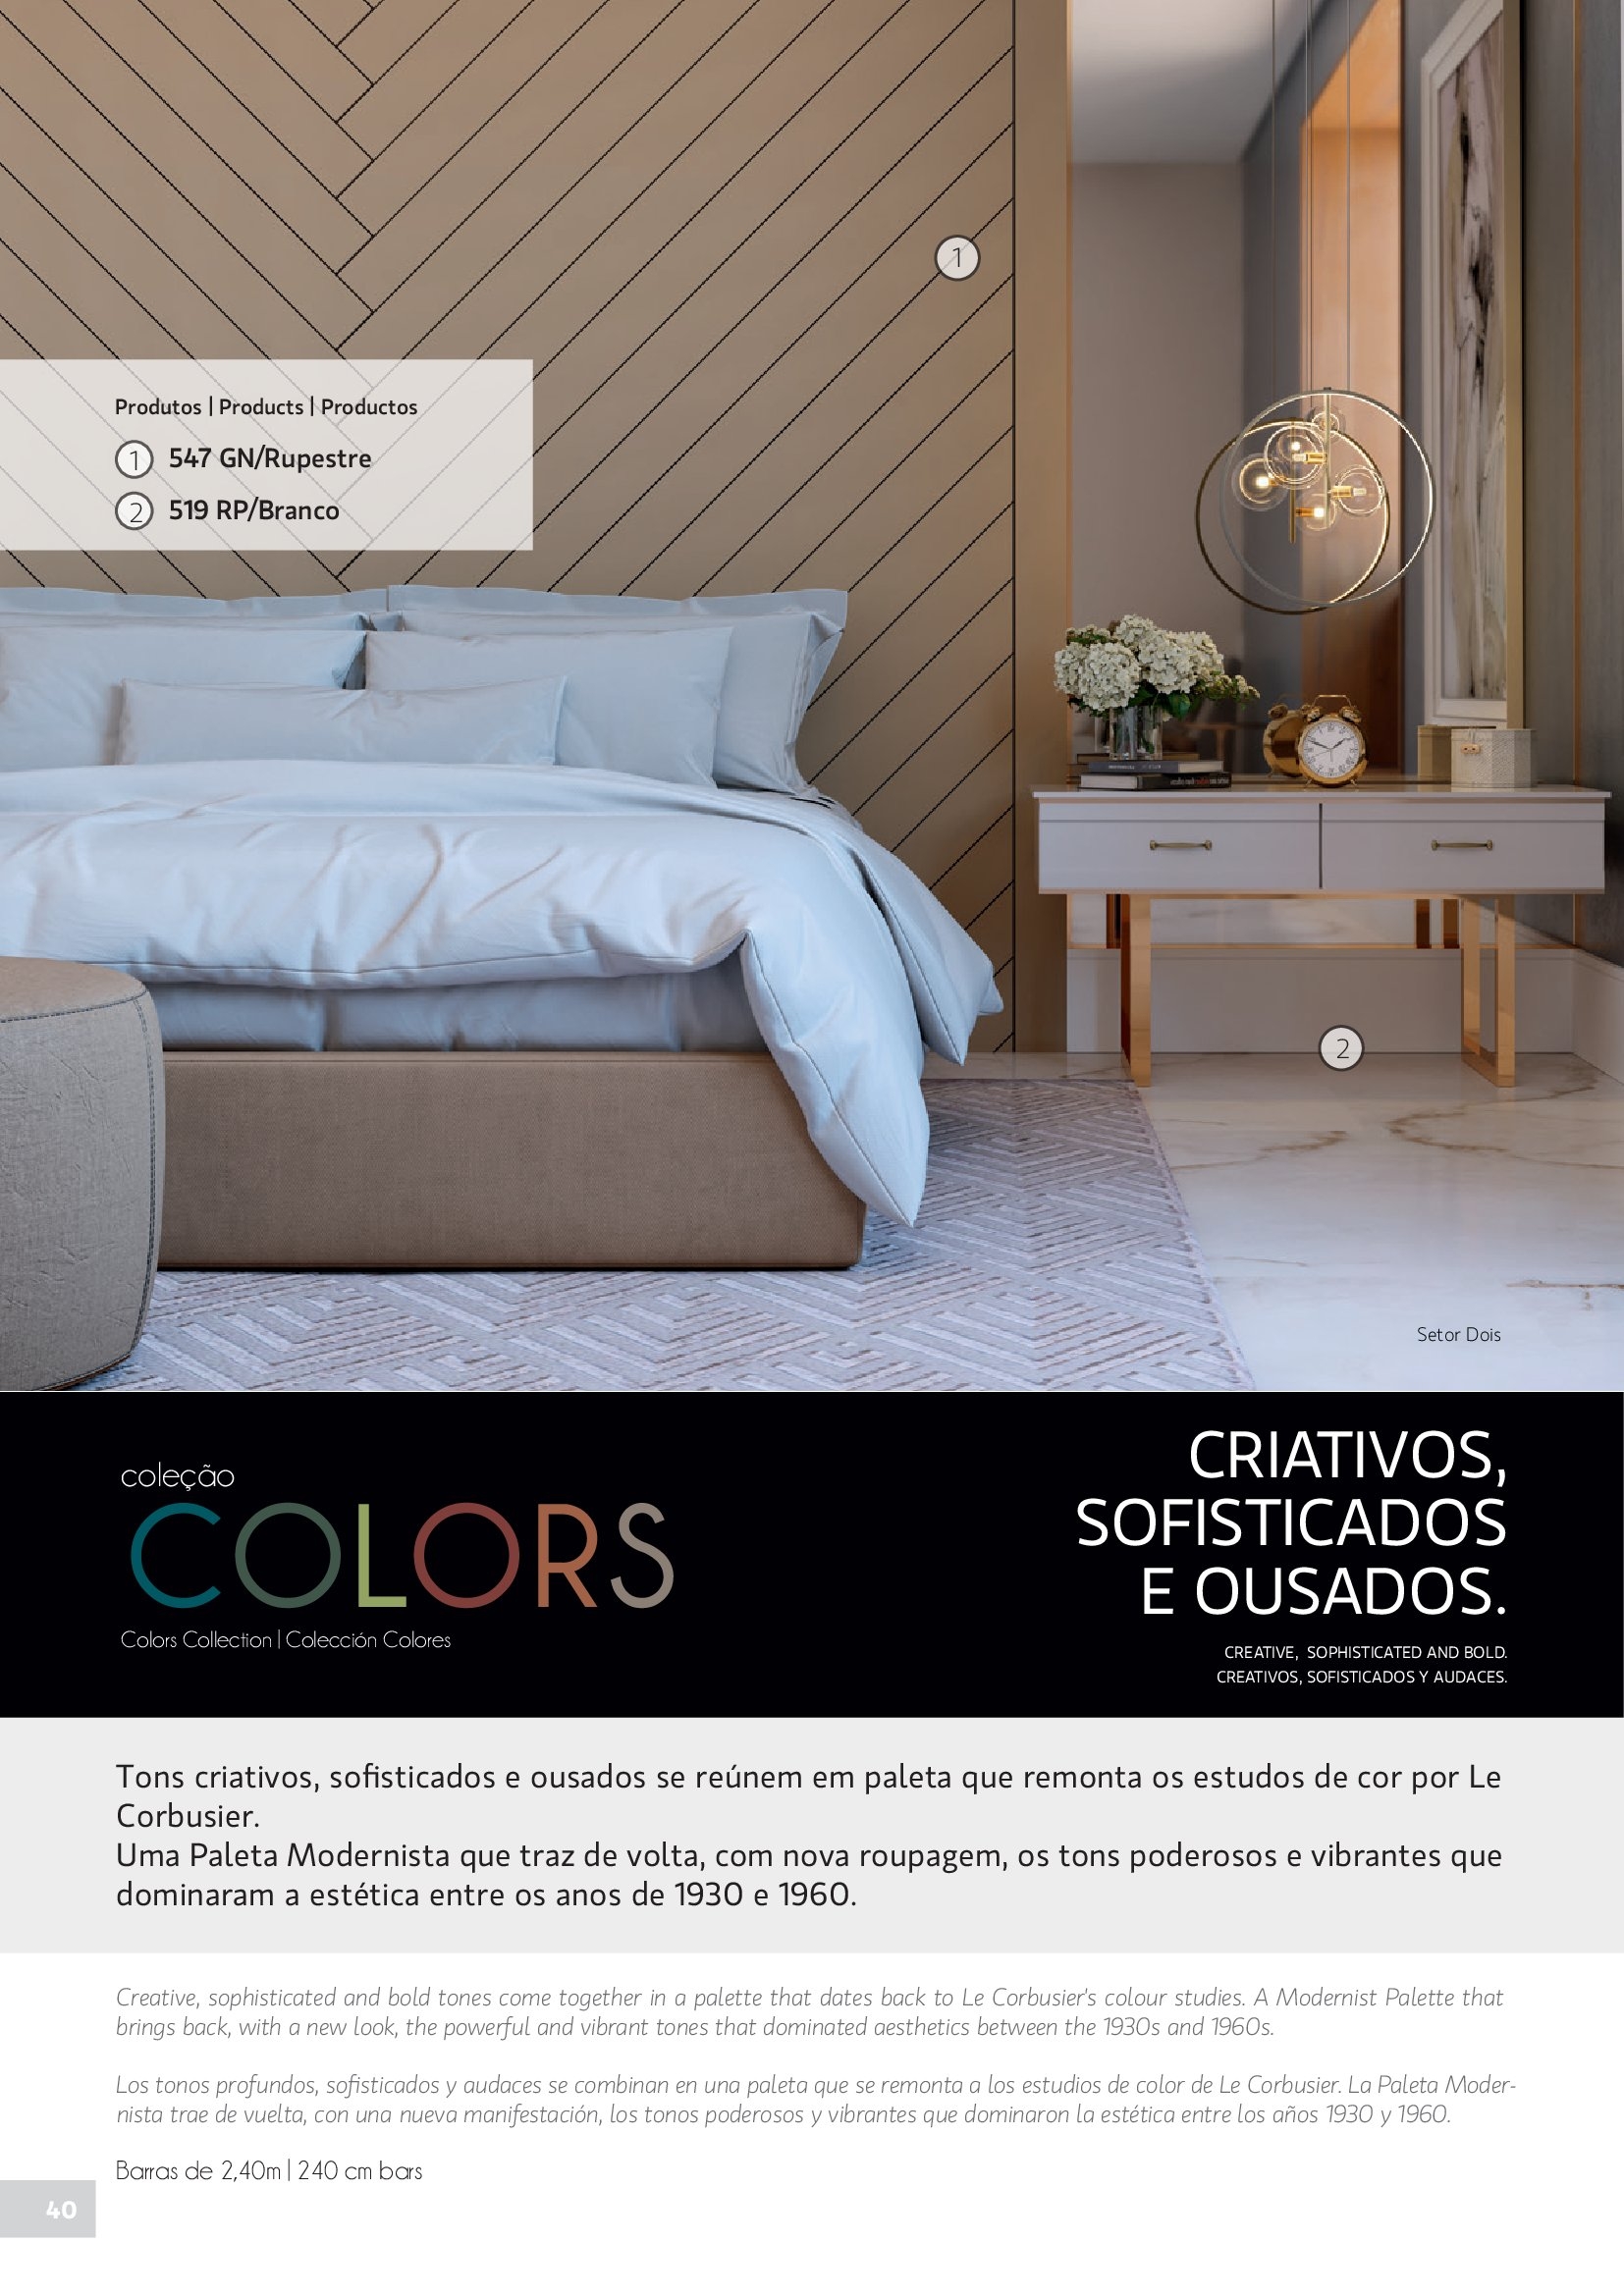 1
Produtos | Products | Productos
1 547 GN/Rupestre
2 519 RP/Branco
2
Setor Dois
coleção
COLORS
Colors Collection | Colección Colores
CRIATIVOS,
SOFISTICADOS
E OUSADOS.
CREATIVE, SOPHISTICATED AND BOLD.
CREATIVOS, SOFISTICADOS Y AUDACES.
Tons criativos, sofisticados e ousados se reúnem em paleta que remonta os estudos de cor por Le
Corbusier.
Uma Paleta Modernista que traz de volta, com nova roupagem, os tons poderosos e vibrantes que
dominaram a estética entre os anos de 1930 e 1960.
Creative, sophisticated and bold tones come together in a palette that dates back to Le Corbusier's colour studies. A Modernist Palette that
brings back, with a new look, the powerful and vibrant tones that dominated aesthetics between the 1930s and 1960s.
Los tonos profundos, sofisticados y audaces se combinan en una paleta que se remonta a los estudios de color de Le Corbusier. La Paleta Moder-
nista trae de vuelta, con una nueva manifestación, los tonos poderosos y vibrantes que dominaron la estética entre los años 1930 y 1960.
Barras de 2,40m | 240 cm bars
40